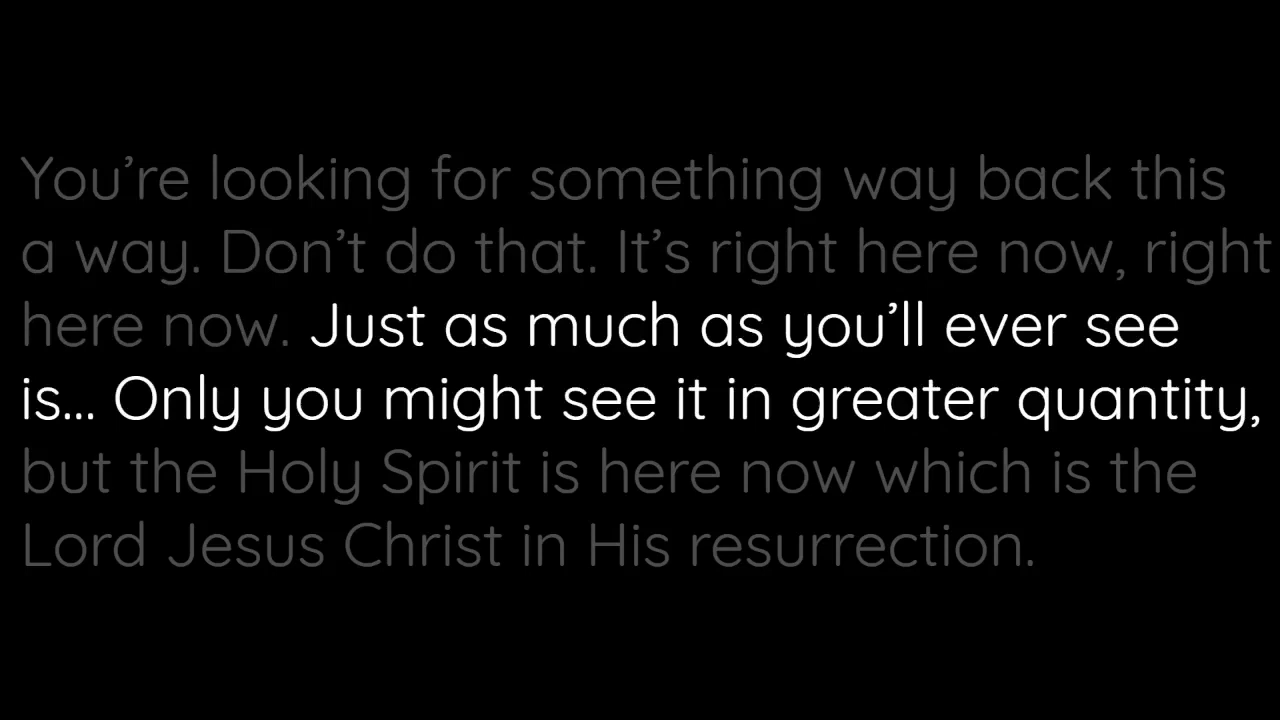 You’re looking for something way back this
a way. Don’t do that. It’s right here now, right
here now. Just as much as you’ll ever see
is... Only you might see it in greater quantity,
but the Holy Spirit is here now which is the
Lord Jesus Christ in His resurrection.